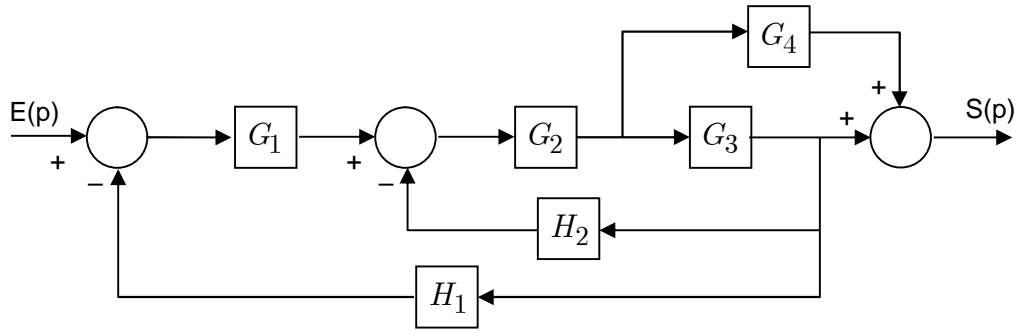 G4
+
E(p)
G1
G2
G3
+
S(p)
+
−
+
−
H2
H1